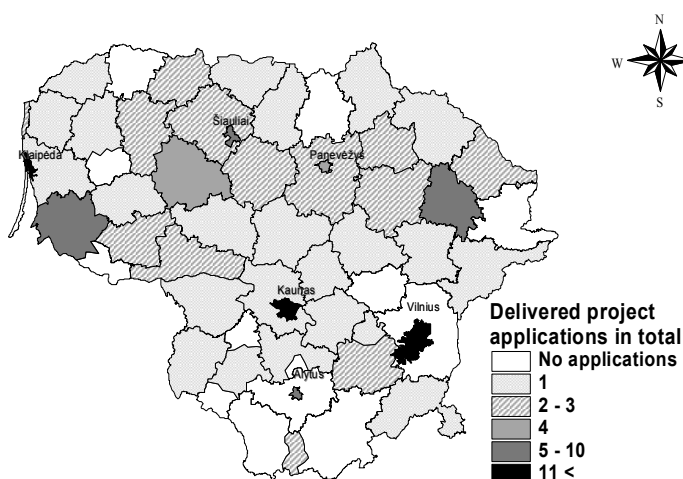 N
W
S
Šiauliai
Klaipėda
Panevėžys
Kaunas
Vilnius
Alytus
Delivered project
applications in total
No applications
1
2 - 3
4
5 - 10
11 <